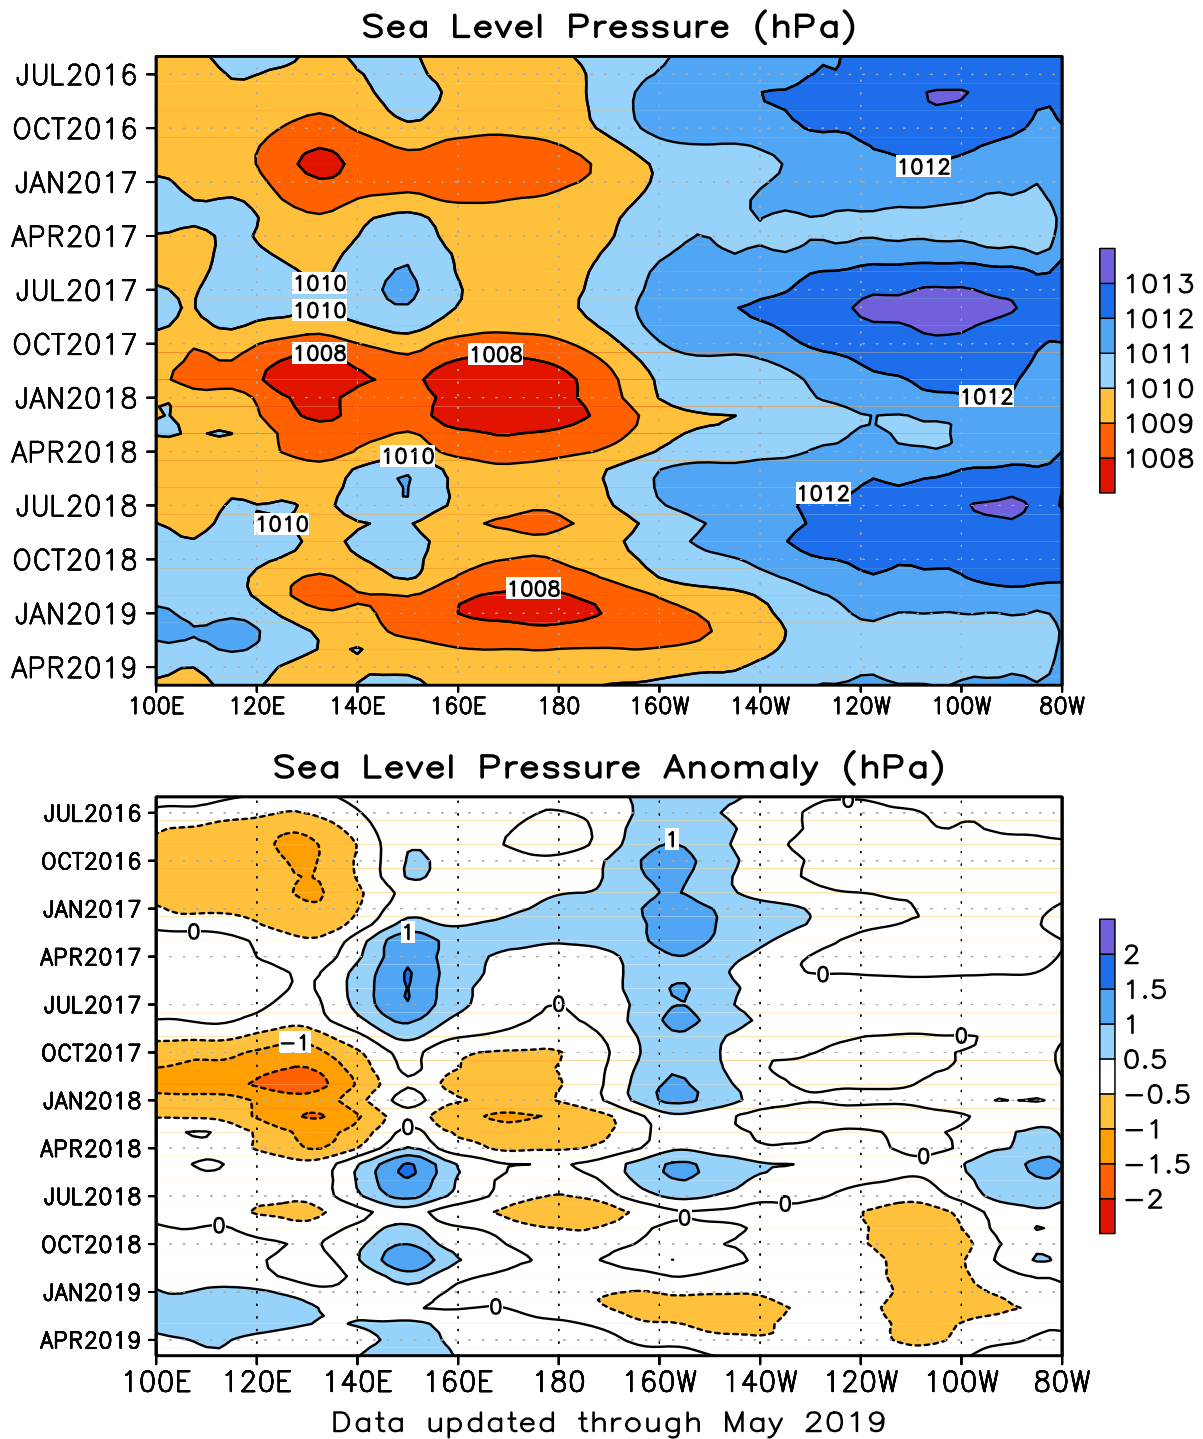 Sea Level Pressure (hPa)
JUL2016
OCT2016
JAN2017
APR2017
JUL2017
OCT2017
JAN2018
APR2018
JUL2018
OCT2018
JAN2019
APR2019
1012
1010
1010
1008
1008
1012
1010
1012
1010
1008
100E 120E 140E 160E 180 160W 140W 120W 100W 80W
1013
1012
1011
1010
1009
1008
Sea Level Pressure Anomaly (hPa)
JUL2016
OCT2016
JAN2017
APR2017
JUL2017
OCT2017
JAN2018
APR2018
JUL2018
OCT2018
JAN2019
APR2019
0
1
0
1
0
0
0
-1
0
0
0
0
0
0
100E 120E 140E 160E 180 160W 140W 120W 100W 80W
2
1.5
1
0.5
-0.5
-1
-1.5
-2
Data updated through May 2019